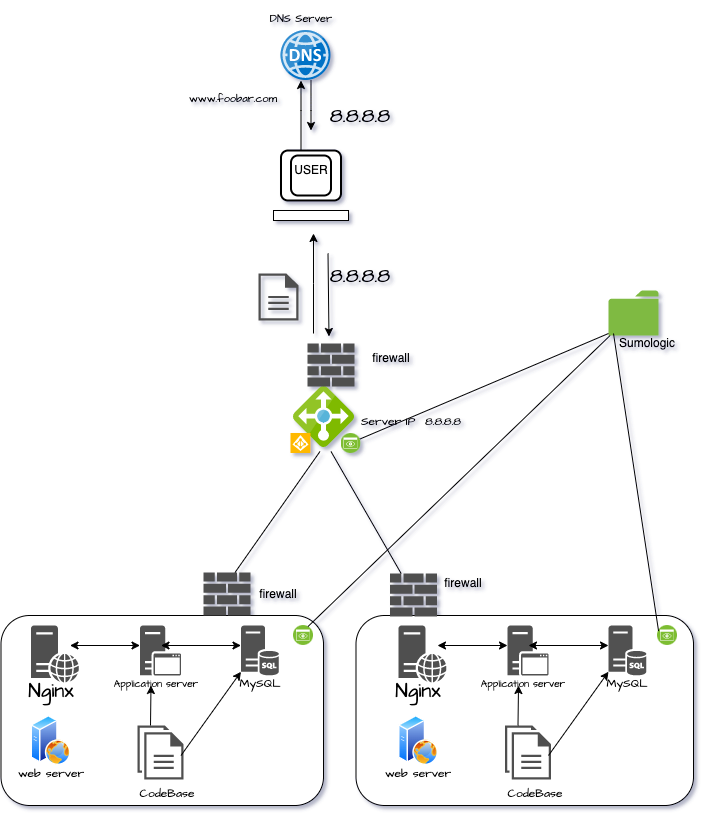 DNS Server
DNS
www.foobar.com
8.8.8.8
USER
8.8.8.8
Sumologic
firewall
Server IP 8.8.8.8
firewall
firewall
Nginx
Application server
SQL
MySQL
web server
CodeBase
Nginx
Application server
SQL
MySQL
web server
CodeBase